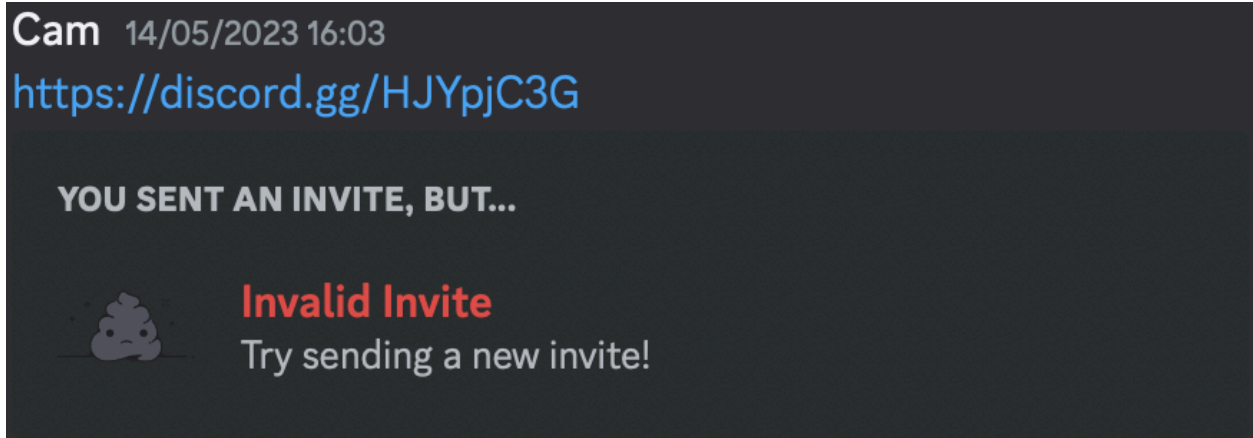 Cam 14/05/2023 16:03
https://discord.gg/HJYpjC3G
YOU SENT AN INVITE, BUT...
Invalid Invite
Try sending a new invite!